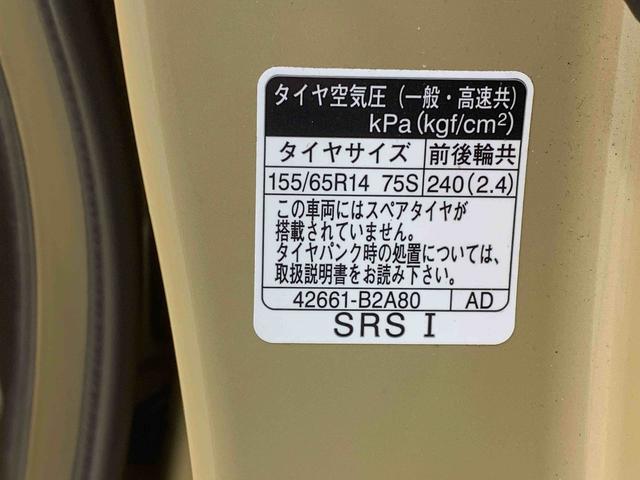 タイヤ空気圧（一般・高速共）
kPa(kgf/cm²)
タイヤサイズ 前後輪共
155/65R14 75S 240(2.4)
この車両にはスペアタイヤが
搭載されていません。
タイヤパンク時の処置については、
取扱説明書をお読み下さい。
42661-B2A80 AD
SRS I